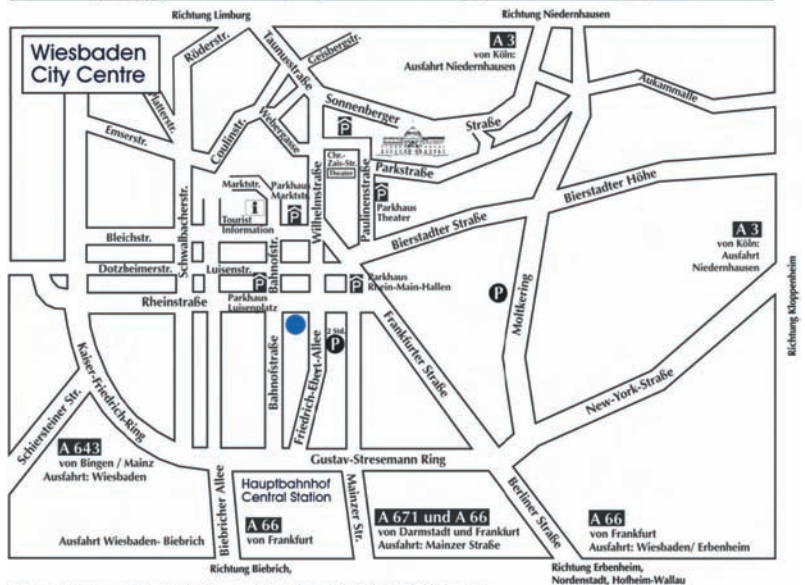 Richtung Limburg
Richtung Niedernhausen
Wiesbaden
City Centre
Röderstr.
Taunusstraße
Geisbergstr.
A 3
von Köln:
Ausfahrt Niedernhausen
Platterstr.
Emserstr.
Coulinstr.
Webergasse
Sonnenberger
Straße
Aukammalle
P
Chr.-
Zais-Str.
Theater
Parkstraße
Marktstr.
Parkhaus
Marktstr.
P
i
Tourist
Information
Wilhelmstraße
Paulinenstraße
P
Parkhaus
Theater
Bierstadter Straße
Bierstadter Höhe
Schwalbacherstr.
Bleichstr.
Dotzheimerstr.
Luisenstr.
Bahnhofstr.
P
Parkhaus
Luisenplatz
P
Parkhaus
Rhein-Main-Hallen
A 3
von Köln:
Ausfahrt
Niedernhausen
Richtung Kloppenheim
Rheinstraße
P
Moltkering
2 Std.
P
Bahnhofstraße
Friedrich-Ebert-Allee
Frankfurter Straße
Kaiser-Friedrich-Ring
Schiersteiner Str.
New-York-Straße
A 643
von Bingen / Mainz
Ausfahrt: Wiesbaden
Gustav-Stresemann Ring
Biebricher Allee
Hauptbahnhof
Central Station
Mainzer Str.
Berliner Straße
Ausfahrt Wiesbaden- Biebrich
A 66
von Frankfurt
A 671 und A 66
von Darmstadt und Frankfurt
Ausfahrt: Mainzer Straße
A 66
von Frankfurt
Ausfahrt: Wiesbaden/ Erbenheim
Richtung Biebrich,
Richtung Erbenheim,
Nordenstadt, Hofheim-Wallau